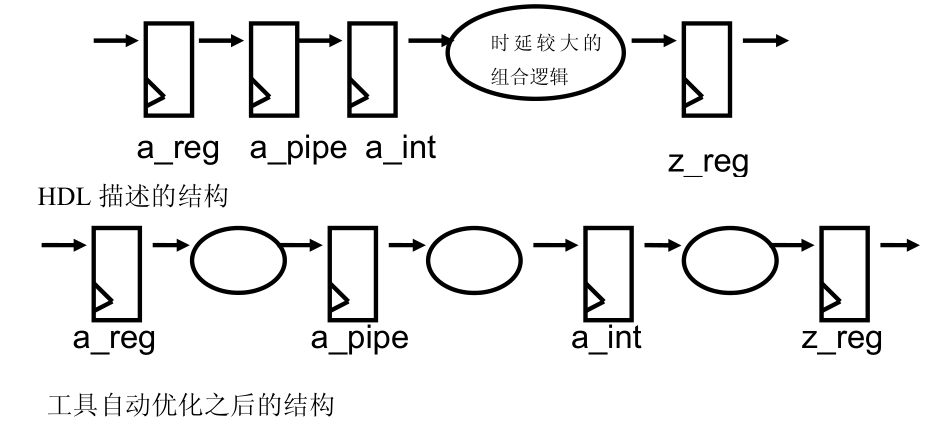 时延较大的
组合逻辑
a_reg a_pipe a_int
z_reg
HDL 描述的结构
a_reg a_pipe a_int z_reg
工具自动优化之后的结构